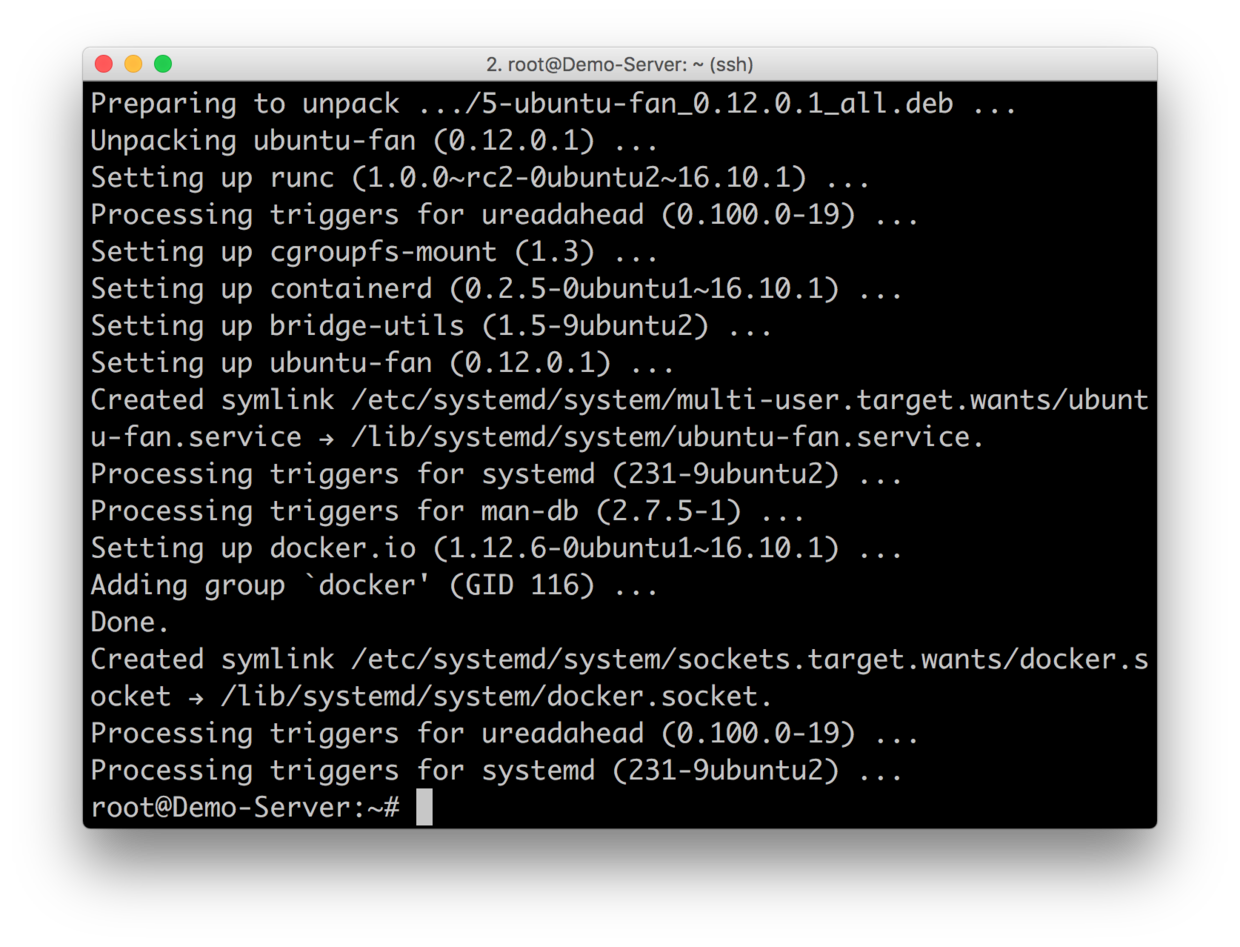 2. root@Demo-Server: ~ (ssh)
Preparing to unpack .../5-ubuntu-fan_0.12.0.1_all.deb ...
Unpacking ubuntu-fan (0.12.0.1) ...
Setting up runc (1.0.0~rc2-0ubuntu2~16.10.1) ...
Processing triggers for ureadahead (0.100.0-19) ...
Setting up cgroupfs-mount (1.3) ...
Setting up containerd (0.2.5-0ubuntu1~16.10.1) ...
Setting up bridge-utils (1.5-9ubuntu2) ...
Setting up ubuntu-fan (0.12.0.1) ...
Created symlink /etc/systemd/system/multi-user.target.wants/ubunt
u-fan.service → /lib/systemd/system/ubuntu-fan.service.
Processing triggers for systemd (231-9ubuntu2) ...
Processing triggers for man-db (2.7.5-1) ...
Setting up docker.io (1.12.6-0ubuntu1~16.10.1) ...
Adding group `docker' (GID 116) ...
Done.
Created symlink /etc/systemd/system/sockets.target.wants/docker.s
ocket → /lib/systemd/system/docker.socket.
Processing triggers for ureadahead (0.100.0-19) ...
Processing triggers for systemd (231-9ubuntu2) ...
root@Demo-Server:~#